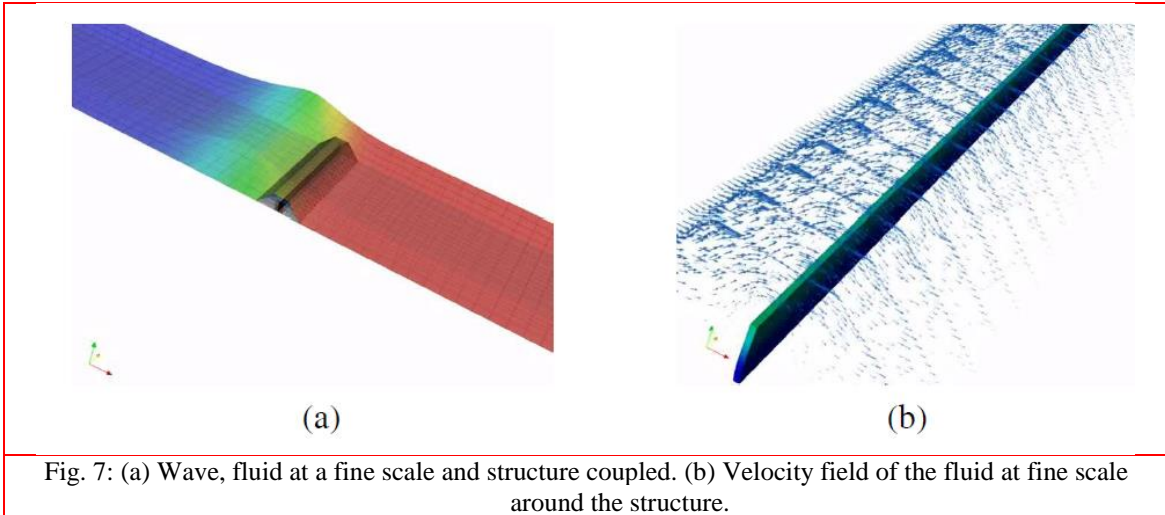 (a)
(b)
Fig. 7: (a) Wave, fluid at a fine scale and structure coupled. (b) Velocity field of the fluid at fine scale
around the structure.